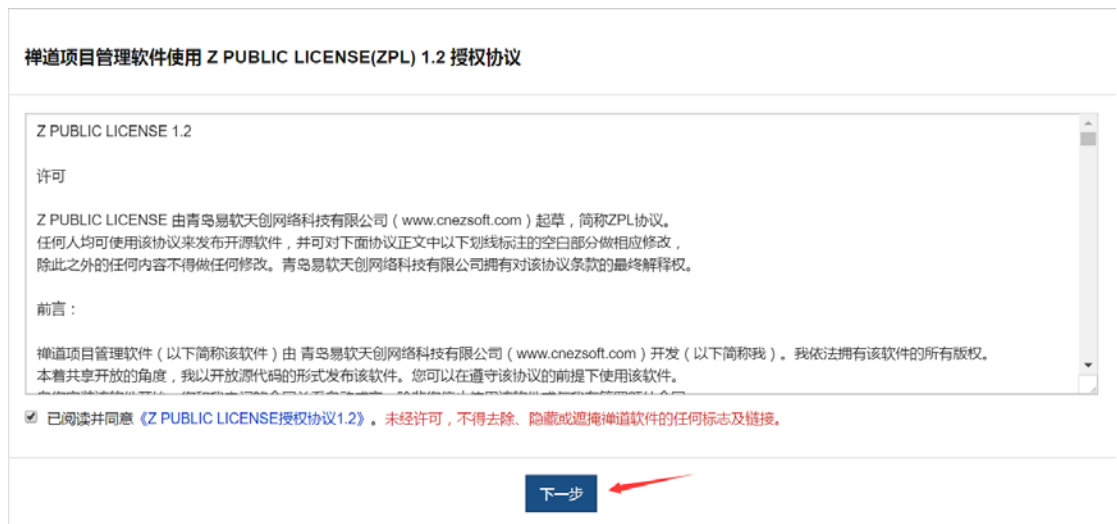 禅道项目管理软件使用 Z PUBLIC LICENSE(ZPL) 1.2 授权协议
Z PUBLIC LICENSE 1.2
许可
Z PUBLIC LICENSE 由青岛易软天创网络科技有限公司（www.cnezsoft.com）起草，简称ZPL协议。
任何人均可使用该协议来发布开源软件，并可对下面协议正文中以下划线标注的空白部分做相应修改，
除此之外的任何内容不得做任何修改。青岛易软天创网络科技有限公司拥有对该协议条款的最终解释权。
前言：
禅道项目管理软件（以下简称该软件）由 青岛易软天创网络科技有限公司（www.cnezsoft.com）开发（以下简称我）。我依法拥有该软件的所有版权。
本着共享开放的角度，我以开放源代码的形式发布该软件。您可以在遵守该协议的前提下使用该软件。
已阅读并同意《Z PUBLIC LICENSE授权协议1.2》。未经许可，不得去除、隐藏或遮掩禅道软件的任何标志及链接。
下一步